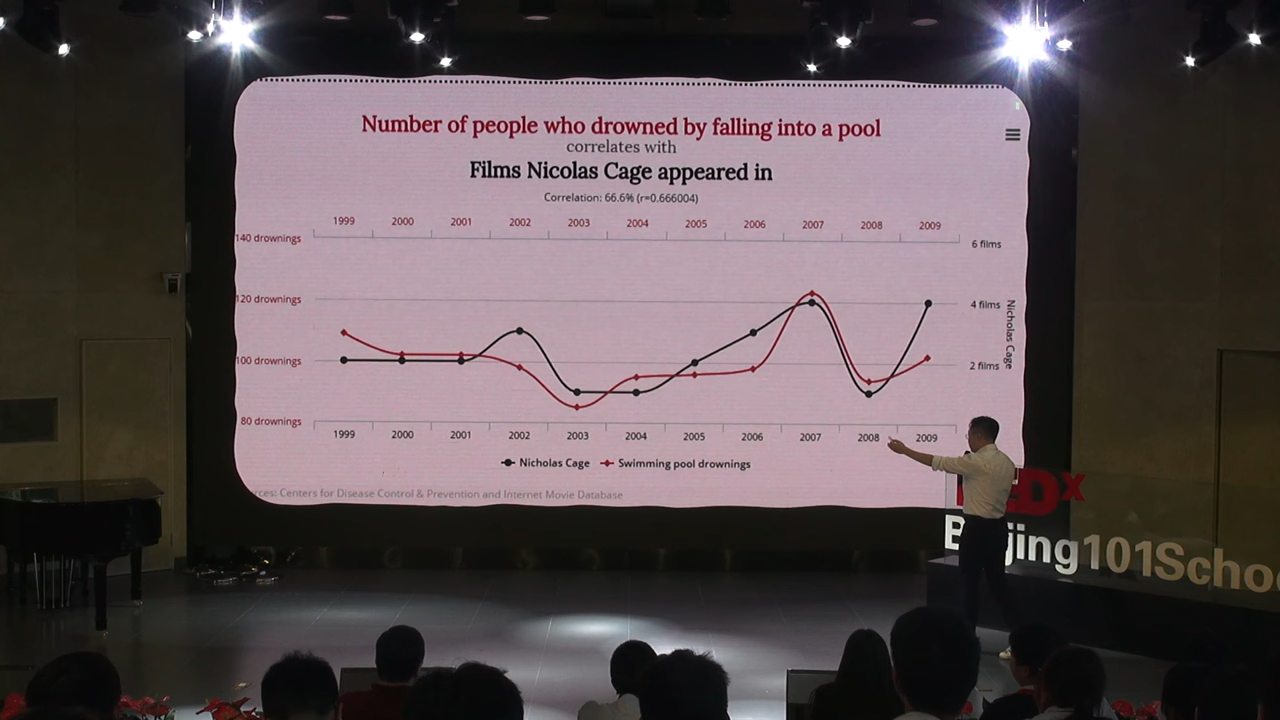 Number of people who drowned by falling into a pool
correlates with
Films Nicolas Cage appeared in
Correlation: 66.6% (r=0.666004)
1999 2000 2001 2002 2003 2004 2005 2006 2007 2008 2009
140 drownings 6 films
120 drownings 4 films
100 drownings 2 films
80 drownings
Nicholas Cage
1999 2000 2001 2002 2003 2004 2005 2006 2007 2008 2009
Nicholas Cage Swimming pool drownings
rces: Centers for Disease Control & Prevention and Internet Movie Database
EDx
B jing101Schoo